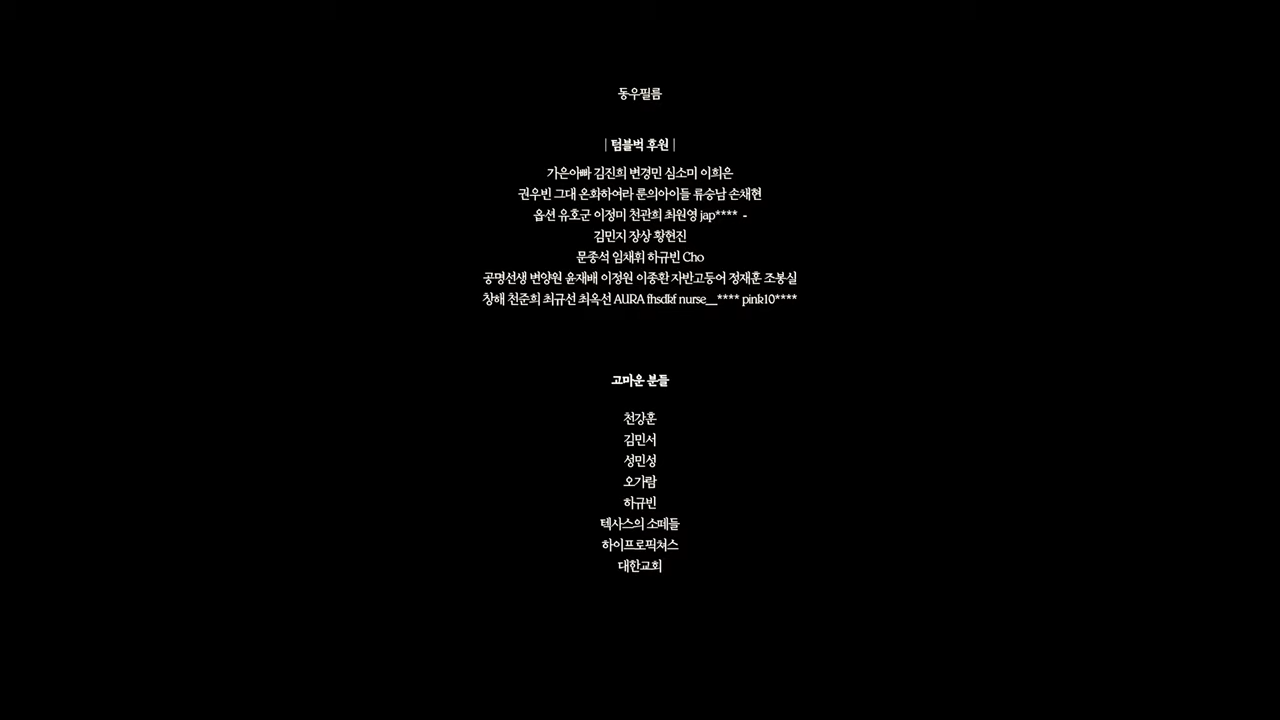 동우필름
| 텀블벅 후원 |
가은아빠 김진희 변경민 심소미 이희은
권우빈 그대 온화하여라 룬의아이들 류승남 손채현
옵션 유호군 이정미 천관희 최원영 jap**** -
김민지 장상 황현진
문중석 임채휘 하규빈 Cho
공명선생 변양원 윤재배 이정원 이중환 자반고등어 정재훈 조봉실
창해 천준희 최규선 최옥선 AURA fhsdkf nurse__**** pink10****
고마운 분들
천강훈
김민서
성민성
오가람
하규빈
텍사스의 소떼들
하이프로픽쳐스
대한교회